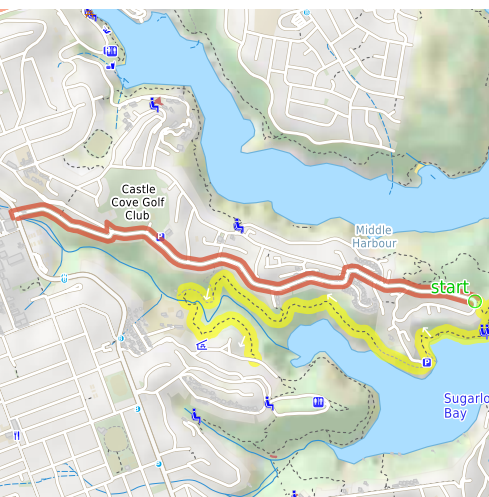 Castle
Cove Golf
Club
Middle
Harbour
start
P
P
Sugarlo
Bay